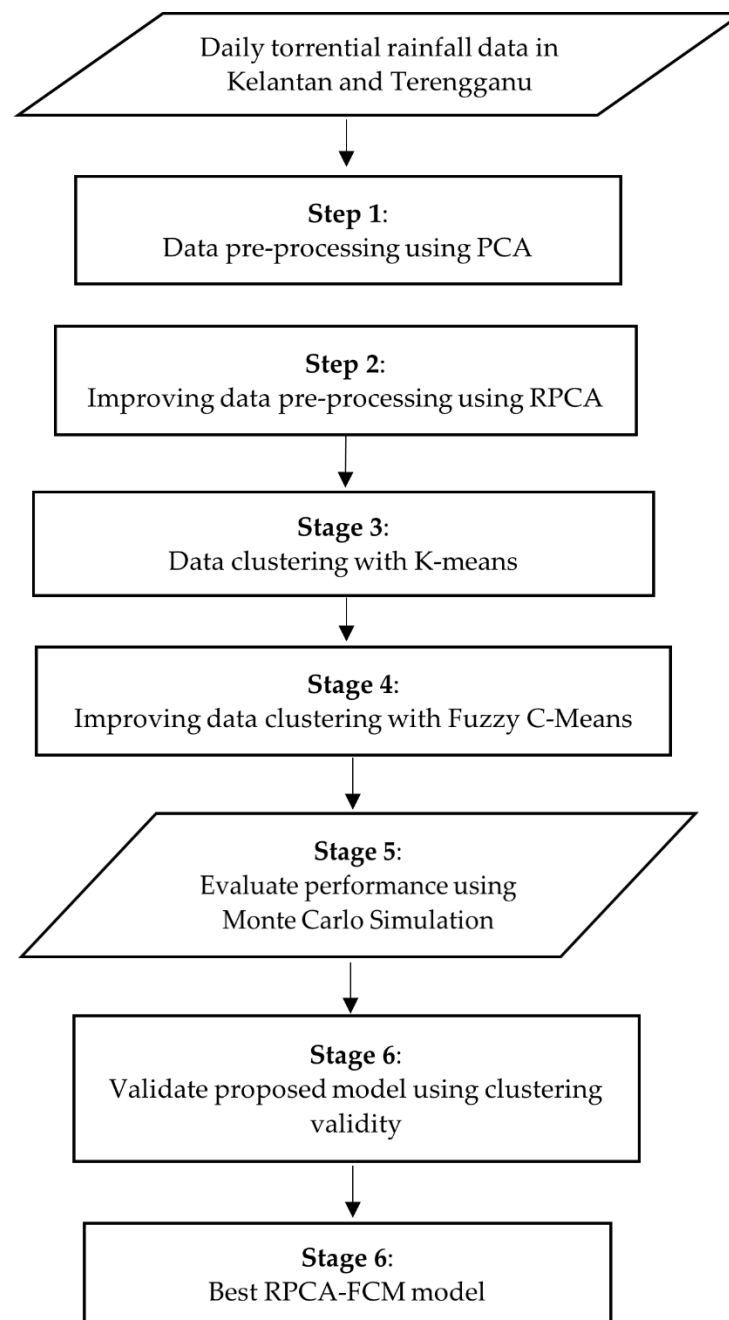 Daily torrential rainfall data in
Kelantan and Terengganu
Step 1:
Data pre-processing using PCA
Step 2:
Improving data pre-processing using RPCA
Stage 3:
Data clustering with K-means
Stage 4:
Improving data clustering with Fuzzy C-Means
Stage 5:
Evaluate performance using
Monte Carlo Simulation
Stage 6:
Validate proposed model using clustering
validity
Stage 6:
Best RPCA-FCM model